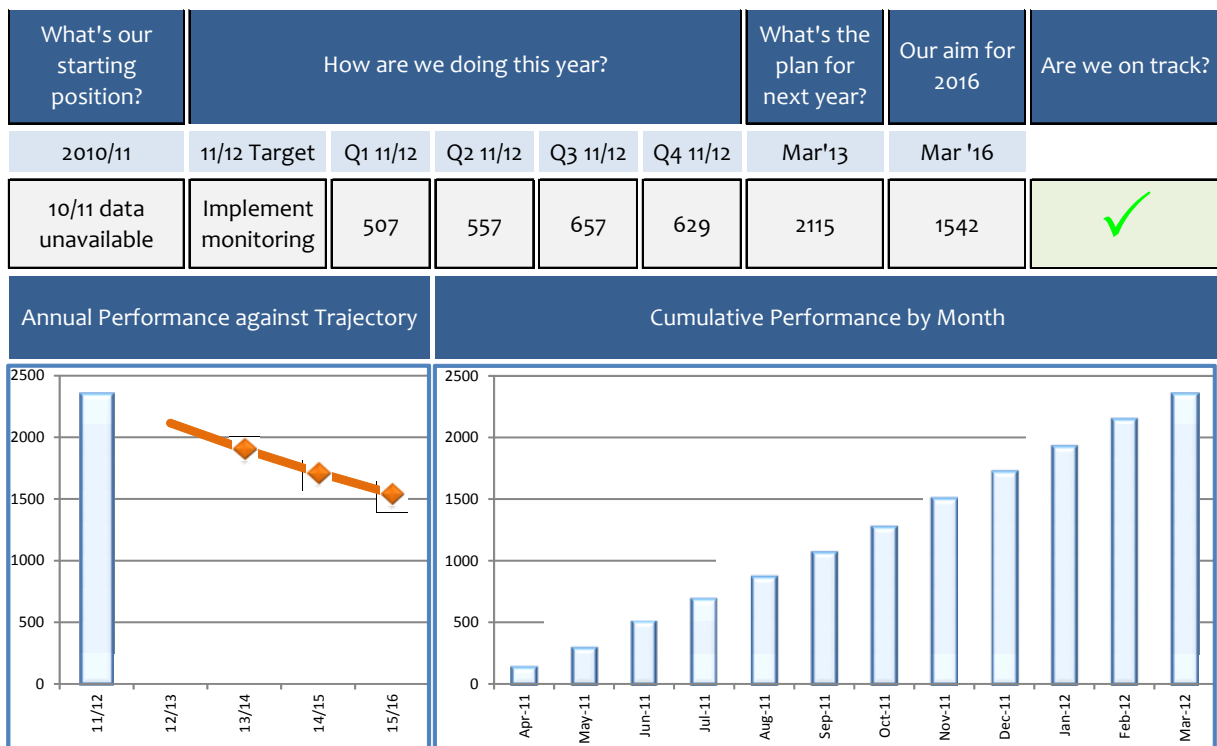 What's our
starting
position?
How are we doing this year?
What's the
plan for
next year?
Our aim for
2016
Are we on track?
2010/11
11/12 Target
Q1 11/12
Q2 11/12
Q3 11/12
Q4 11/12
Mar'13
Mar '16
10/11 data
unavailable
Implement
monitoring
507
557
657
629
2115
1542
Annual Performance against Trajectory
Cumulative Performance by Month
2500
2000
1500
1000
500
0
11/12
12/13
13/14
14/15
15/16
2500
2000
1500
1000
500
0
Apr-11
May-11
Jun-11
Jul-11
Aug-11
Sep-11
Oct-11
Nov-11
Dec-11
Jan-12
Feb-12
Mar-12